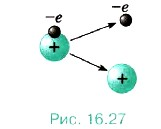 –e
–e
+
+
Рис. 16.27